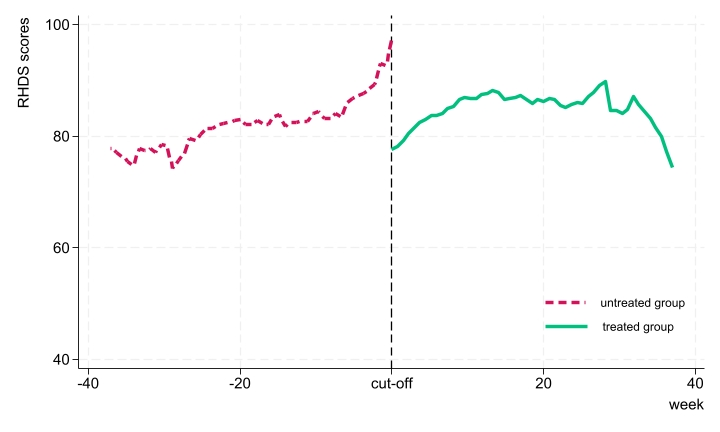 RHDS scores
100
80
60
40
untreated group
treated group
-40
-20
cut-off
20
40
week